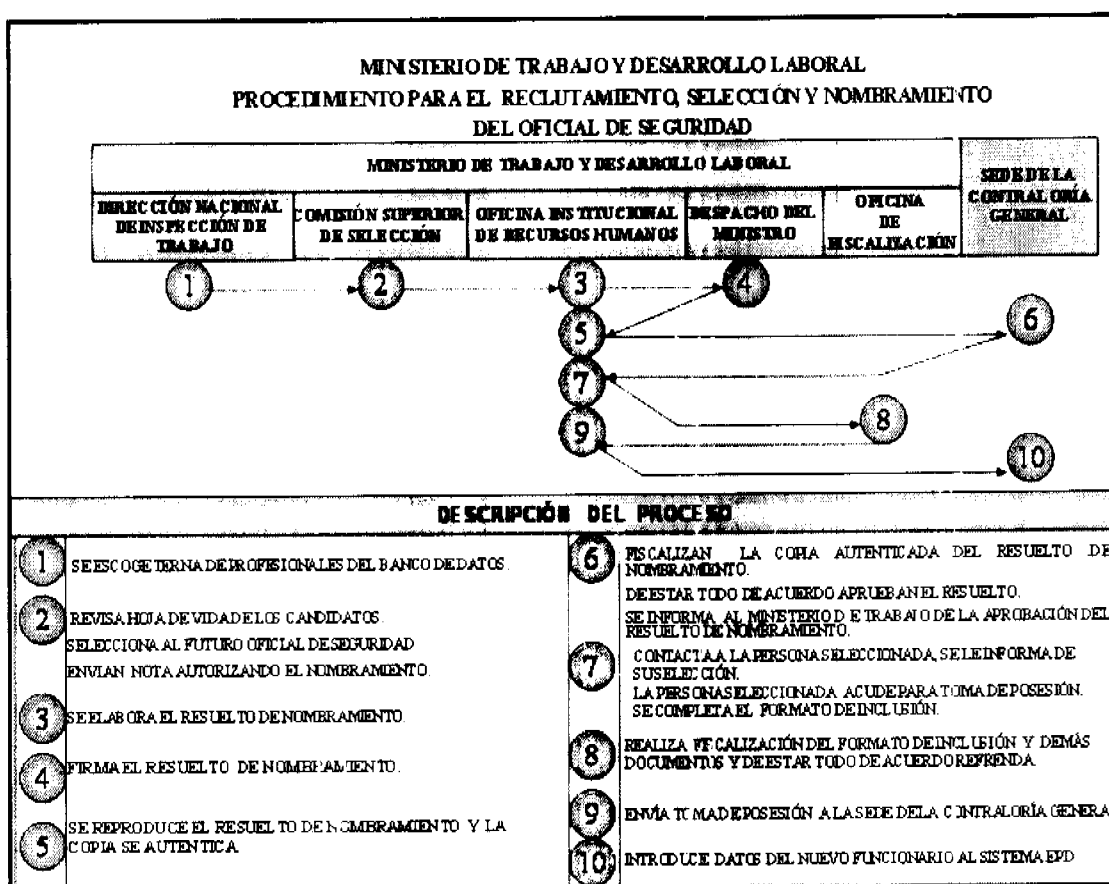 MINISTERIO DE TRABAJO Y DESARROLLO LABORAL
PROCEDIMIENTO PARA EL RECLUTAMIENTO, SELECCIÓN Y NOMBRAMIENTO
DEL OFICIAL DE SEGURIDAD
MINISTERIO DE TRABAJO Y DESARROLLO LABORAL
SEDE DE LA
CONTRALORÍA
GENERAL
DIRECCIÓN NACIONAL
DE INSPECCIÓN DE
TRABAJO
COMISIÓN SUPERIOR
DE SELECCIÓN
OFICINA INSTITUCIONAL
DE RECURSOS HUMANOS
DESPACHO DEL
MINISTRO
OFICINA
DE
FISCALIZACIÓN
1
2
3
4
5
6
7
8
9
10
DESCRIPCIÓN DEL PROCESO
1
SE ESCOGE TERNA DE PROFESIONALES DEL BANCO DE DATOS.
2
REVISA HOJA DE VIDA DE LOS CANDIDATOS.
SELECCIONA AL FUTURO OFICIAL DE SEGURIDAD
ENVIAN NOTA AUTORIZANDO EL NOMBRAMIENTO.
3
SE ELABORA EL RESUELTO DE NOMBRAMIENTO.
4
FIRMA EL RESUELTO DE NOMBRAMIENTO.
5
SE REPRODUCE EL RESUELTO DE NOMBRAMIENTO Y LA
COPIA SE AUTENTICA
6
FISCALIZAN LA COPIA AUTENTICADA DEL RESUELTO DE
NOMBRAMIENTO.
DE ESTAR TODO DE ACUERDO APRUEBAN EL RESUELTO.
SE INFORMA AL MINISTERIO DE TRABAJO DE LA APROBACIÓN DEL
RESUELTO DE NOMBRAMIENTO.
7
CONTACTA A LA PERSONA SELECCIONADA, SE LE INFORMA DE
SU SELECCIÓN.
LA PERSONA SELECCIONADA ACUDE PARA TOMA DE POSESIÓN.
SE COMPLETA EL FORMATO DE INCLUSIÓN.
8
REALIZA FISCALIZACIÓN DEL FORMATO DE INCLUSIÓN Y DEMÁS
DOCUMENTOS Y DE ESTAR TODO DE ACUERDO REFRENDA.
9
ENVÍA TOMA DE POSESIÓN A LA SEDE DE LA CONTRALORÍA GENERA
10
INTRODUCE DATOS DEL NUEVO FUNCIONARIO AL SISTEMA EPD